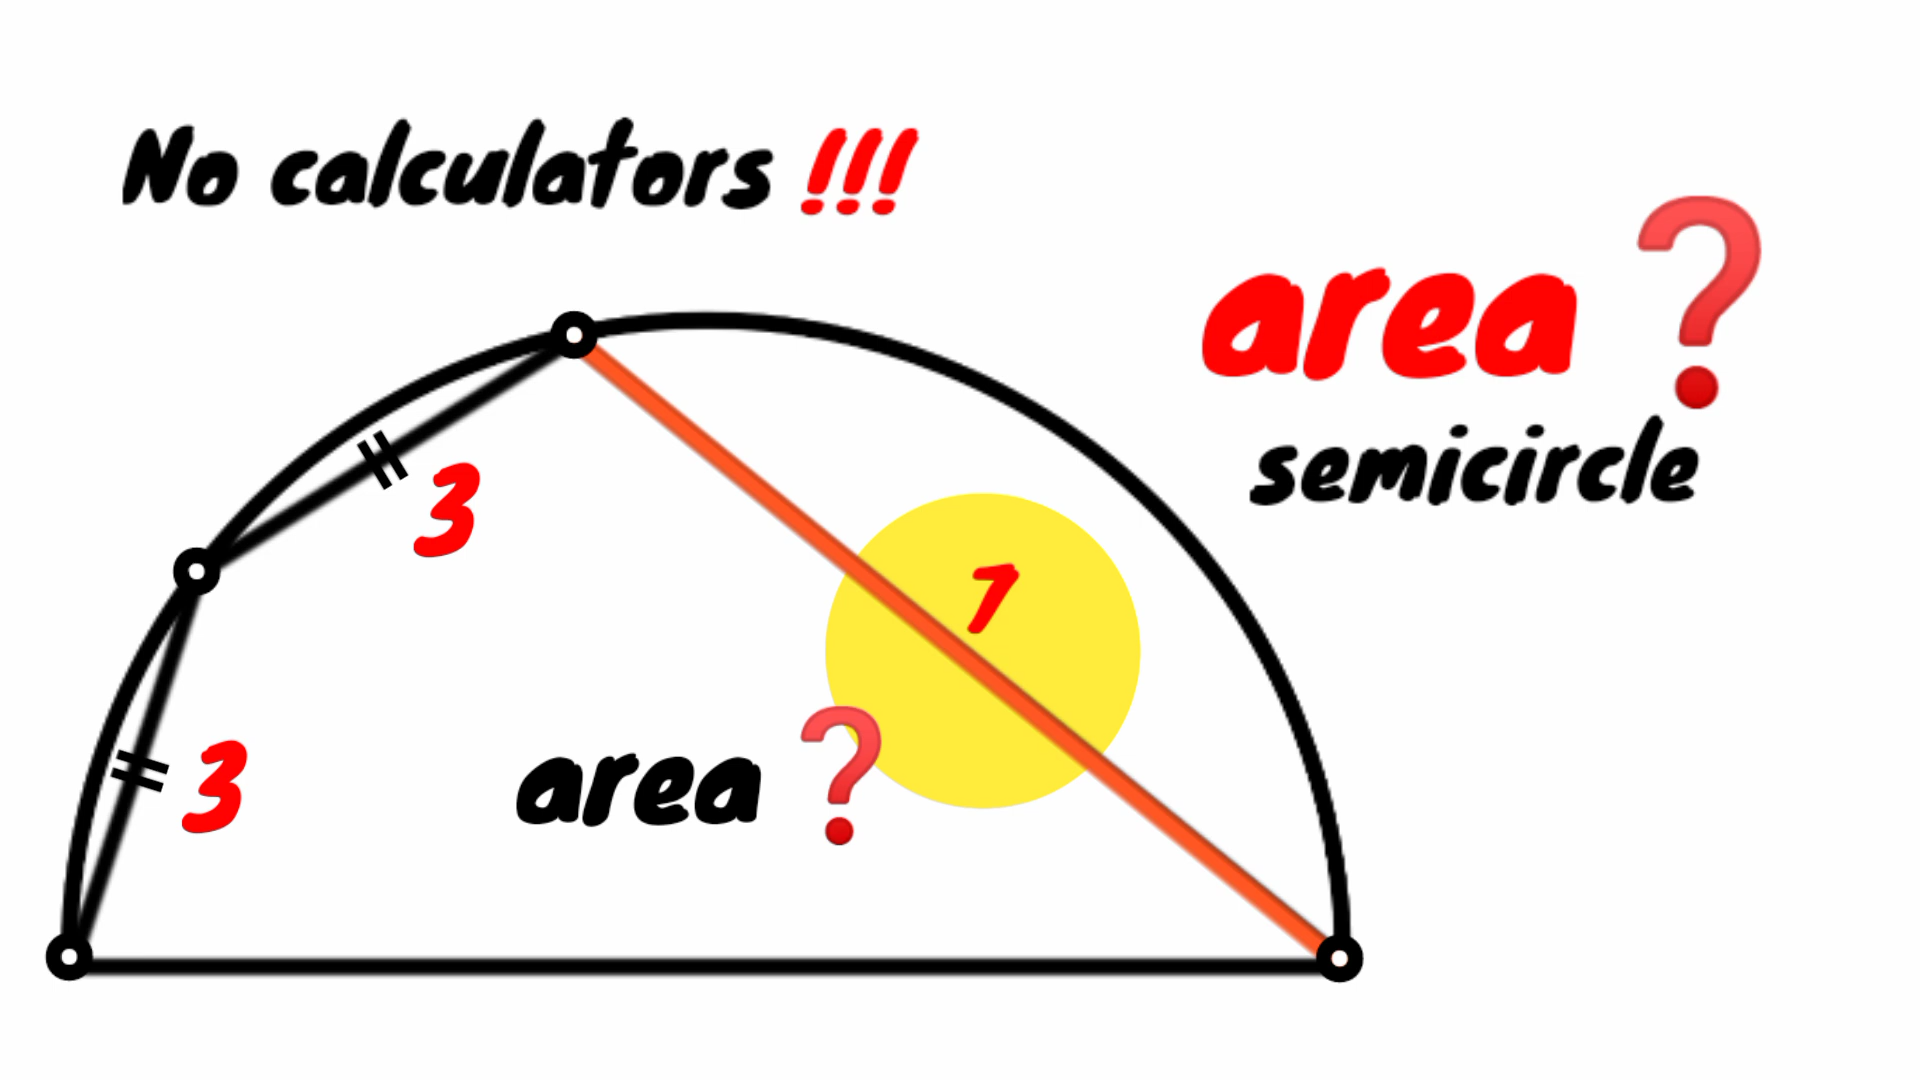 No calculators !!!
area ❓
semicircle
3
7
3
area ❓